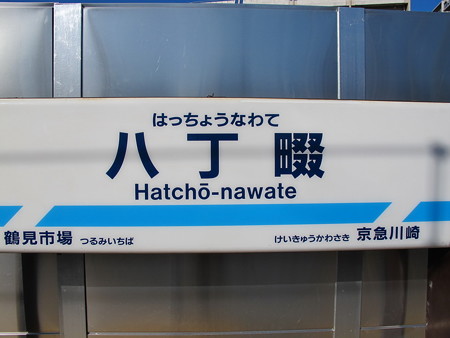 はっちょうなわて
八丁畷
Hatchō-nawate
鶴見市場 つるみいちば けいきゅうかわさき 京急川崎